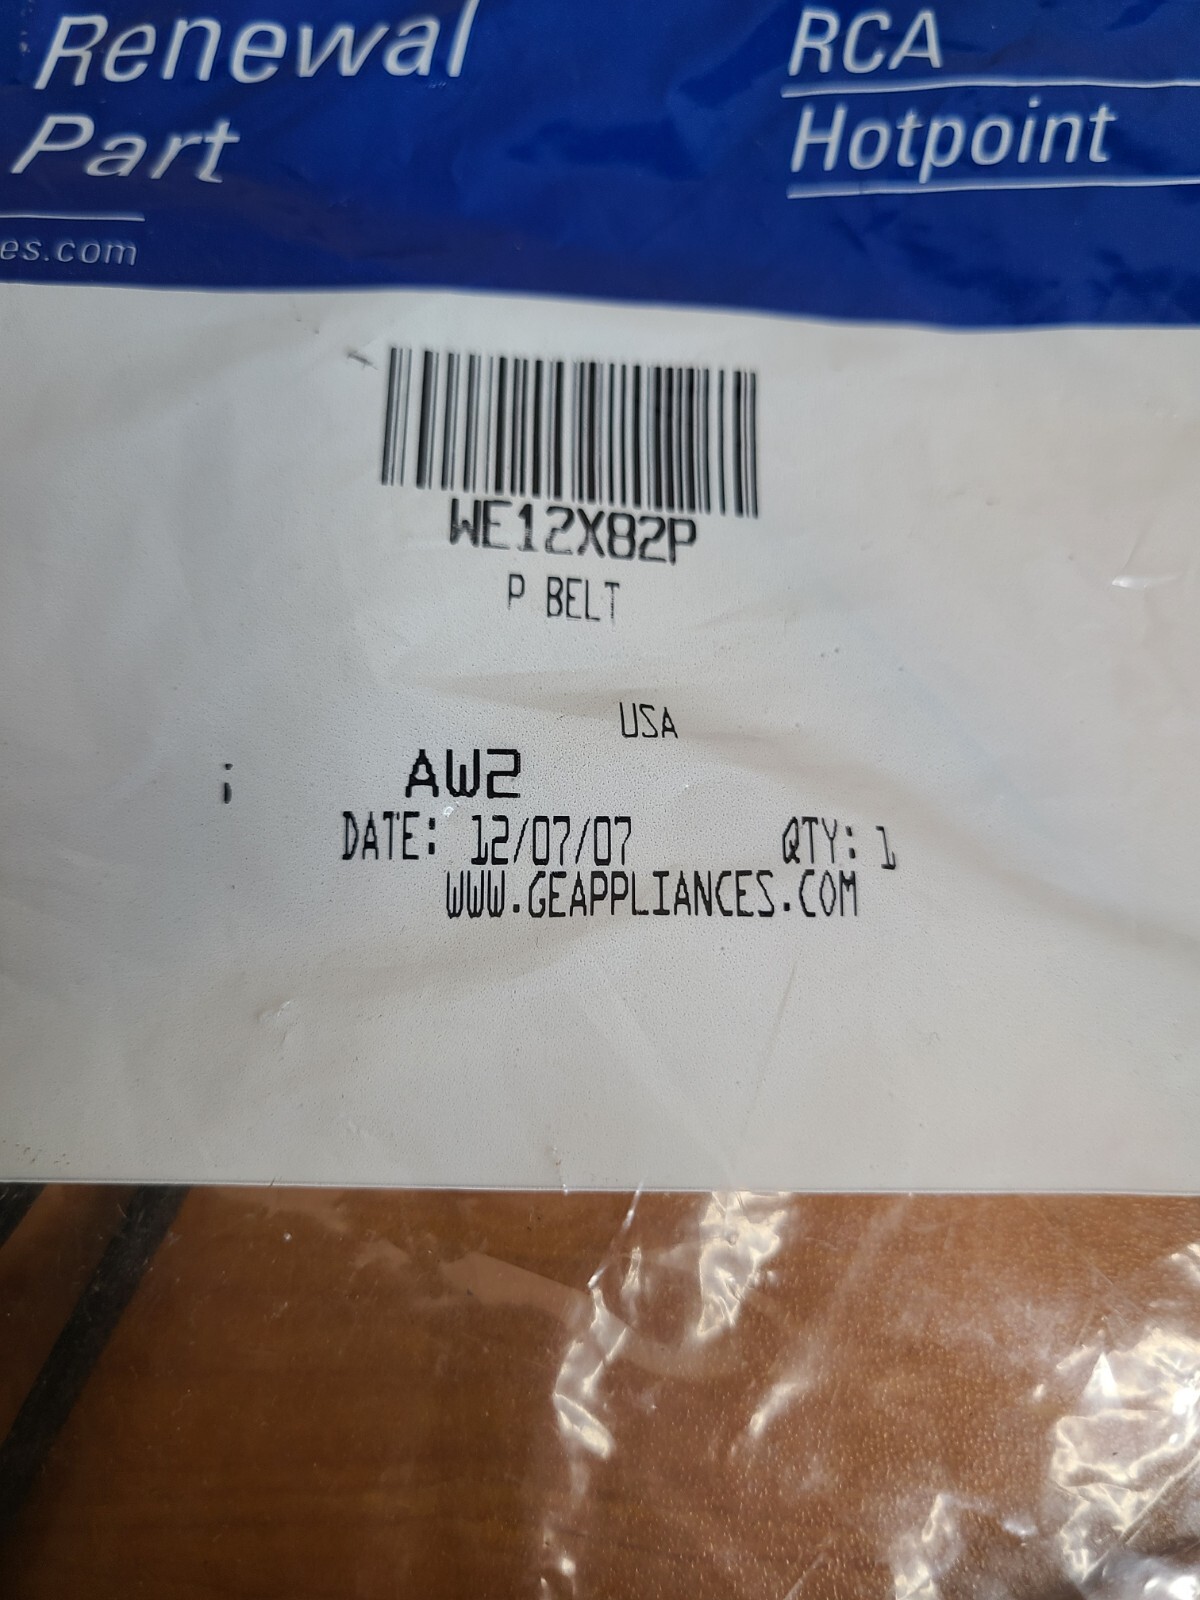 Renewal
Part
es.com
RCA
Hotpoint
WE12X82P
P BELT
USA
AW2
DATE: 12/07/07 QTY: 1
WWW.GEAPPLIANCES.COM